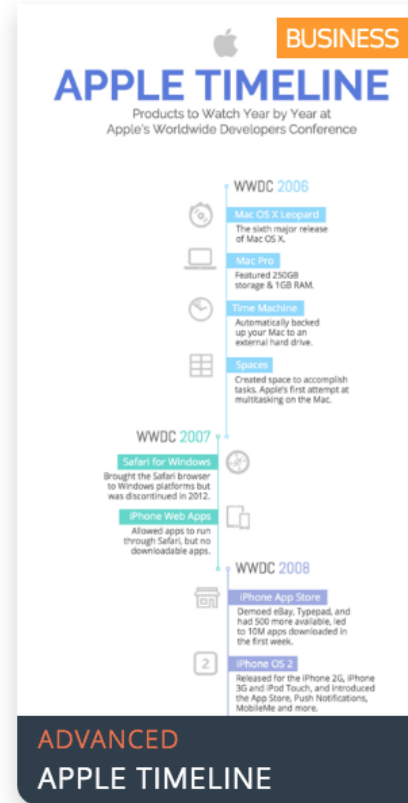 BUSINESS
APPLE TIMELINE
Products to Watch Year by Year at
Apple's Worldwide Developers Conference
WWDC 2006
Mac OS X Leopard
The sixth major release
of Mac OS X.
Mac Pro
Featured 250GB
storage & 1GB RAM.
Time Machine
Automatically backed
up your Mac to an
external hard drive.
Spaces
Created space to accomplish
tasks. Apple's first attempt at
multitasking on the Mac.
WWDC 2007
Safari for Windows
Brought the Safari browser
to Windows platforms but
was discontinued in 2012.
iPhone Web Apps
Allowed apps to run
through Safari, but no
downloadable apps.
WWDC 2008
iPhone App Store
Demoed eBay, Typepad, and
had 500 more available, led
to 10M apps downloaded in
the first week.
2
iPhone OS 2
Released for the iPhone 2G, iPhone
3G and iPod Touch, and introduced
the App Store, Push Notifications,
MobileMe and more.
ADVANCED
APPLE TIMELINE